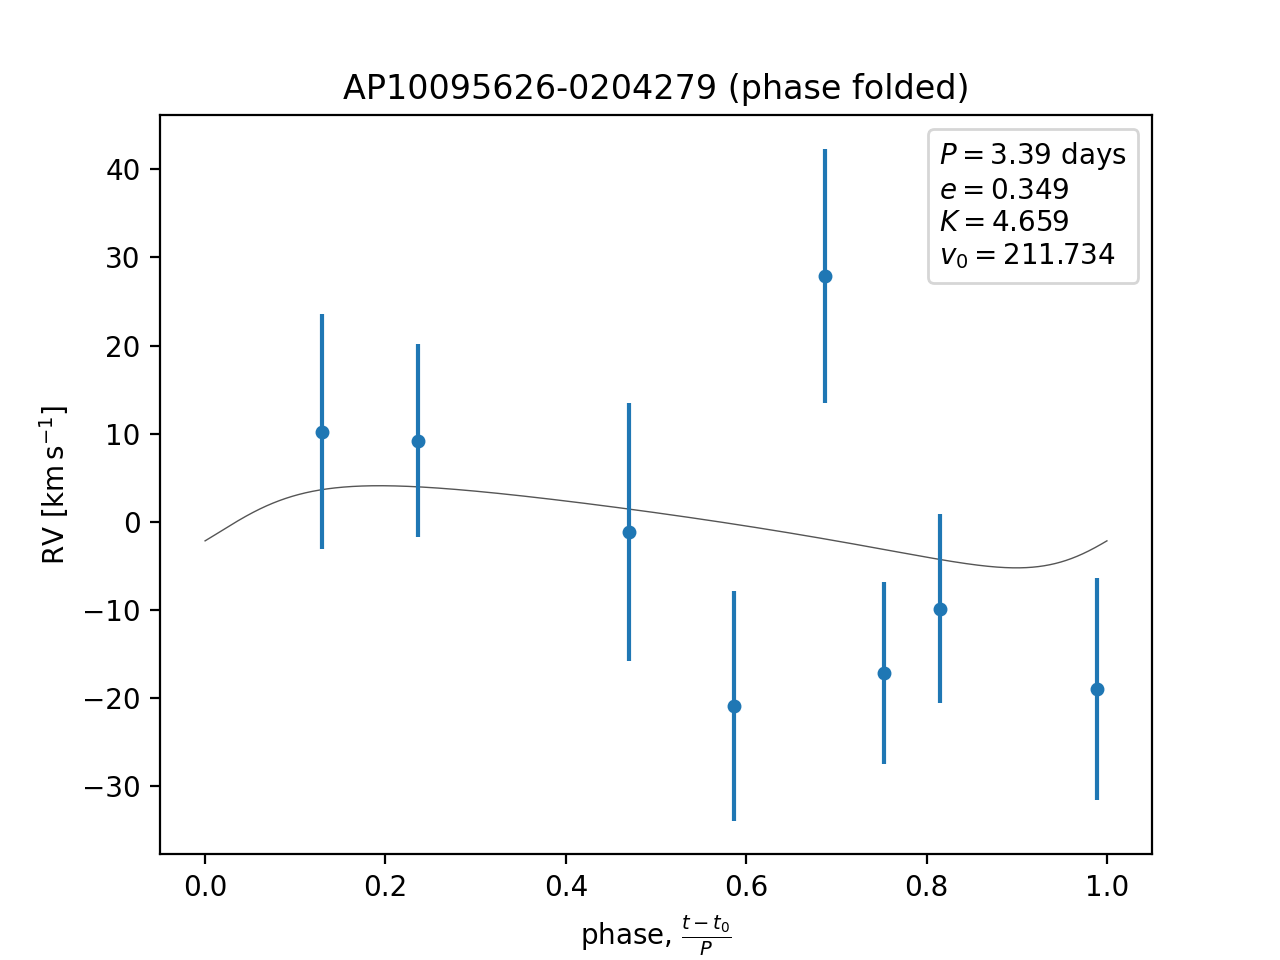 AP10095626-0204279 (phase folded)
P = 3.39 days
e = 0.349
K = 4.659
v₀ = 211.734
40
30
20
10
0
−10
−20
−30
RV [km s⁻¹]
0.0 0.2 0.4 0.6 0.8 1.0
phase, (t − t₀)/P